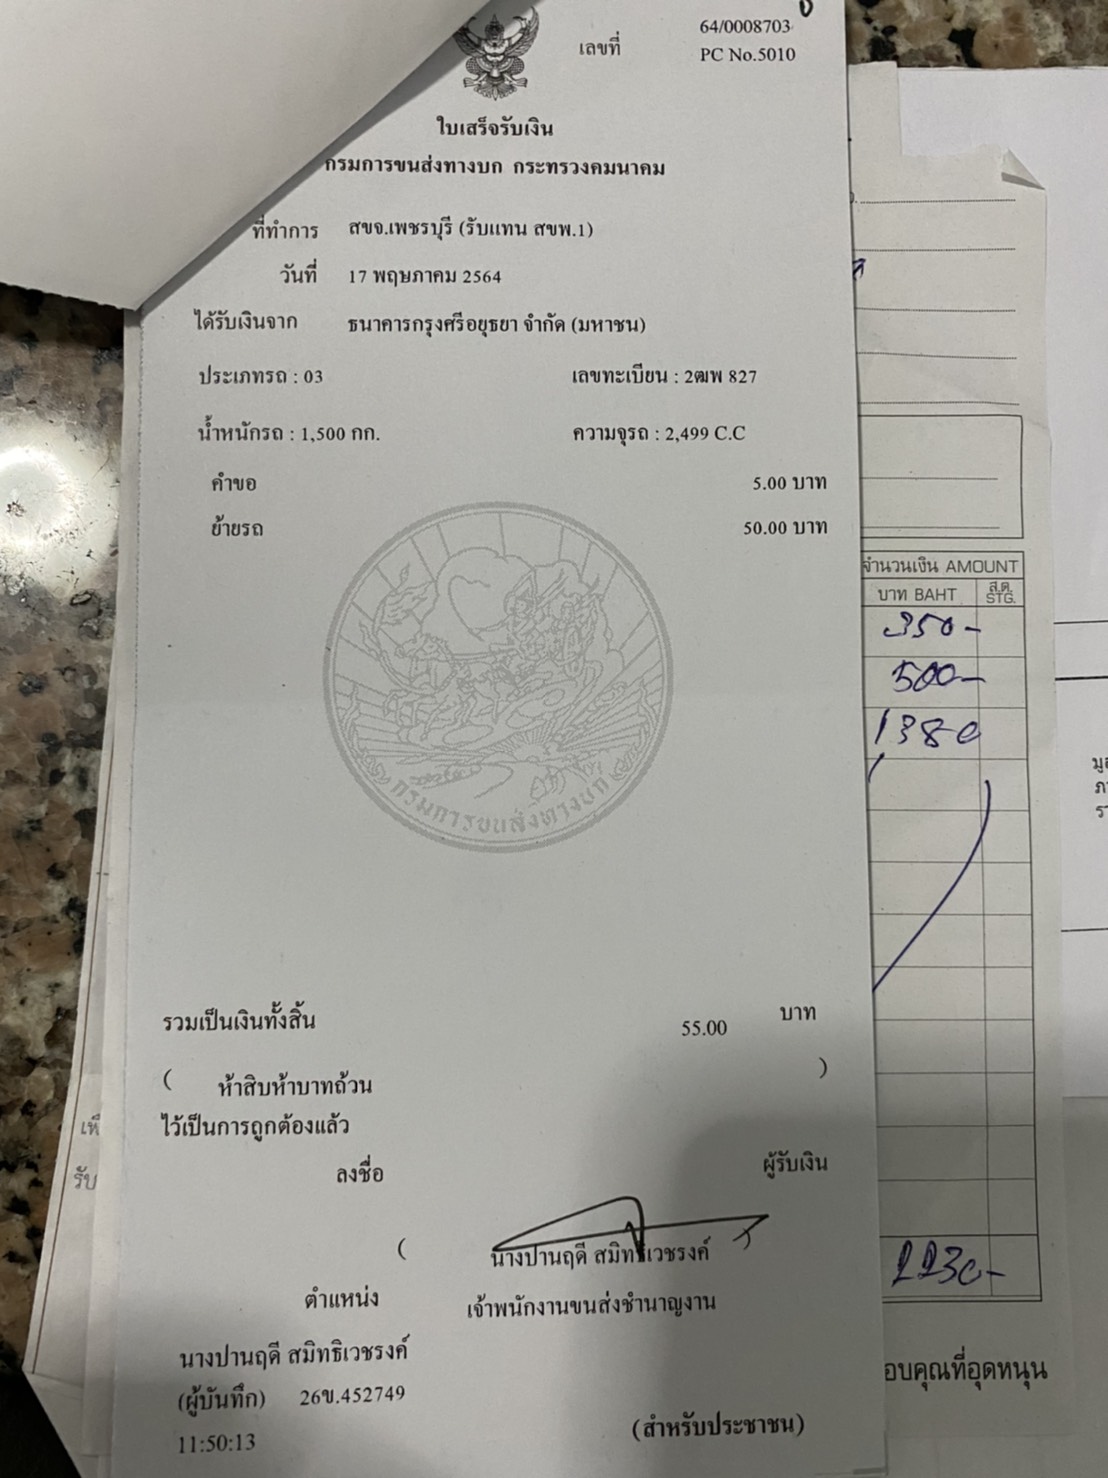 เลขที่ 64/0008703
PC No.5010
ใบเสร็จรับเงิน
กรมการขนส่งทางบก กระทรวงคมนาคม
ที่ทำการ สขจ.เพชรบุรี (รับแทน สขพ.1)
วันที่ 17 พฤษภาคม 2564
ได้รับเงินจาก ธนาคารกรุงศรีอยุธยา จำกัด (มหาชน)
ประเภทรถ : 03 เลขทะเบียน : 2ฒพ 827
น้ำหนักรถ : 1,500 กก. ความจุรถ : 2,499 C.C
คำขอ 5.00 บาท
ย้ายรถ 50.00 บาท
กรมการขนส่งทางบก
รวมเป็นเงินทั้งสิ้น 55.00 บาท
( ห้าสิบห้าบาทถ้วน )
ไว้เป็นการถูกต้องแล้ว
ลงชื่อ ผู้รับเงิน
( นางปานฤดี สมิทธิเวชรงค์ )
ตำแหน่ง เจ้าพนักงานขนส่งชำนาญงาน
นางปานฤดี สมิทธิเวชรงค์
(ผู้บันทึก) 26ข.452749
11:50:13 (สำหรับประชาชน)
จำนวนเงิน AMOUNT
บาท BAHT ส.ต. STG.
350-
500-
1380
2230-
อบคุณที่อุดหนุน
เพื
รับ